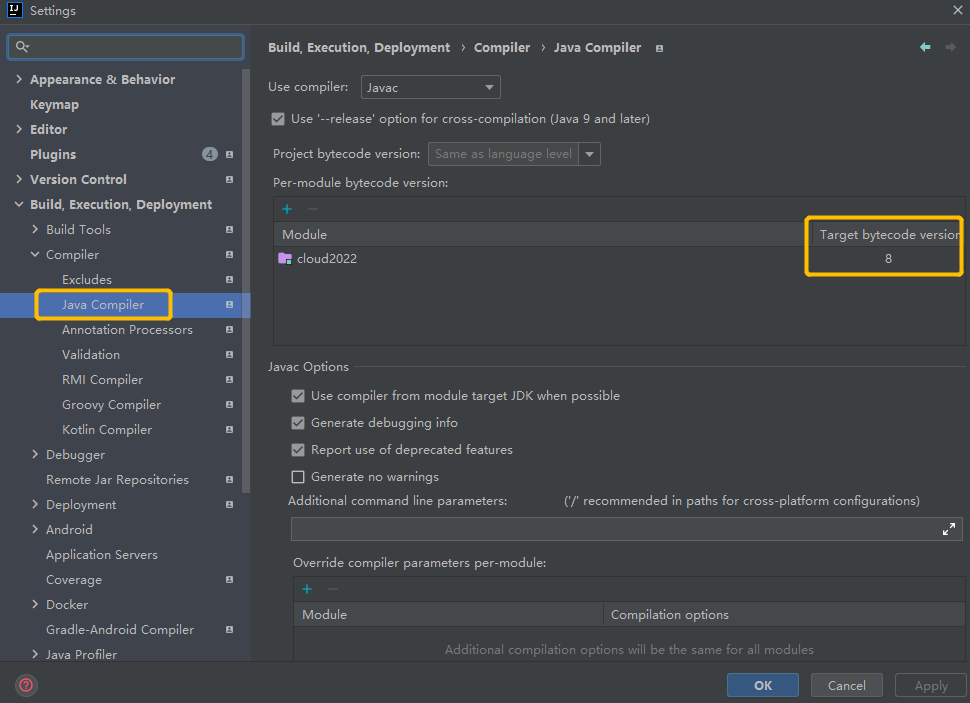 IJ Settings
Appearance & Behavior
Keymap
Editor
Plugins 4
Version Control
Build, Execution, Deployment
Build Tools
Compiler
Excludes
Java Compiler
Annotation Processors
Validation
RMI Compiler
Groovy Compiler
Kotlin Compiler
Debugger
Remote Jar Repositories
Deployment
Android
Application Servers
Coverage
Docker
Gradle-Android Compiler
Java Profiler
Build, Execution, Deployment › Compiler › Java Compiler
Use compiler: Javac
Use '--release' option for cross-compilation (Java 9 and later)
Project bytecode version: Same as language level
Per-module bytecode version:
Module Target bytecode version
cloud2022 8
Javac Options
Use compiler from module target JDK when possible
Generate debugging info
Report use of deprecated features
Generate no warnings
Additional command line parameters: ('/' recommended in paths for cross-platform configurations)
Override compiler parameters per-module:
Module Compilation options
Additional compilation options will be the same for all modules
? OK Cancel Apply